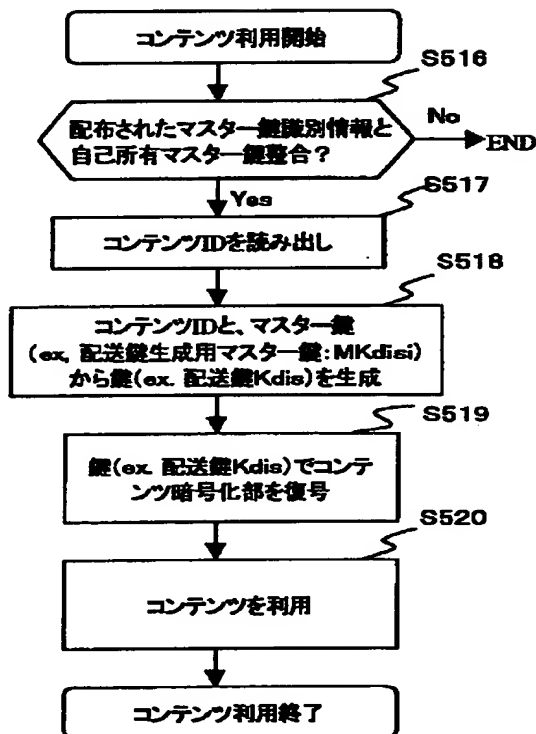 コンテンツ利用開始
S516
配布されたマスター鍵識別情報と
自己所有マスター鍵整合？
No
END
Yes
S517
コンテンツIDを読み出し
S518
コンテンツIDと、マスター鍵
(ex, 配送鍵生成用マスター鍵:MKdisi)
から鍵(ex. 配送鍵Kdis)を生成
S519
鍵(ex. 配送鍵Kdis)でコンテ
ンツ暗号化部を復号
S520
コンテンツを利用
コンテンツ利用終了